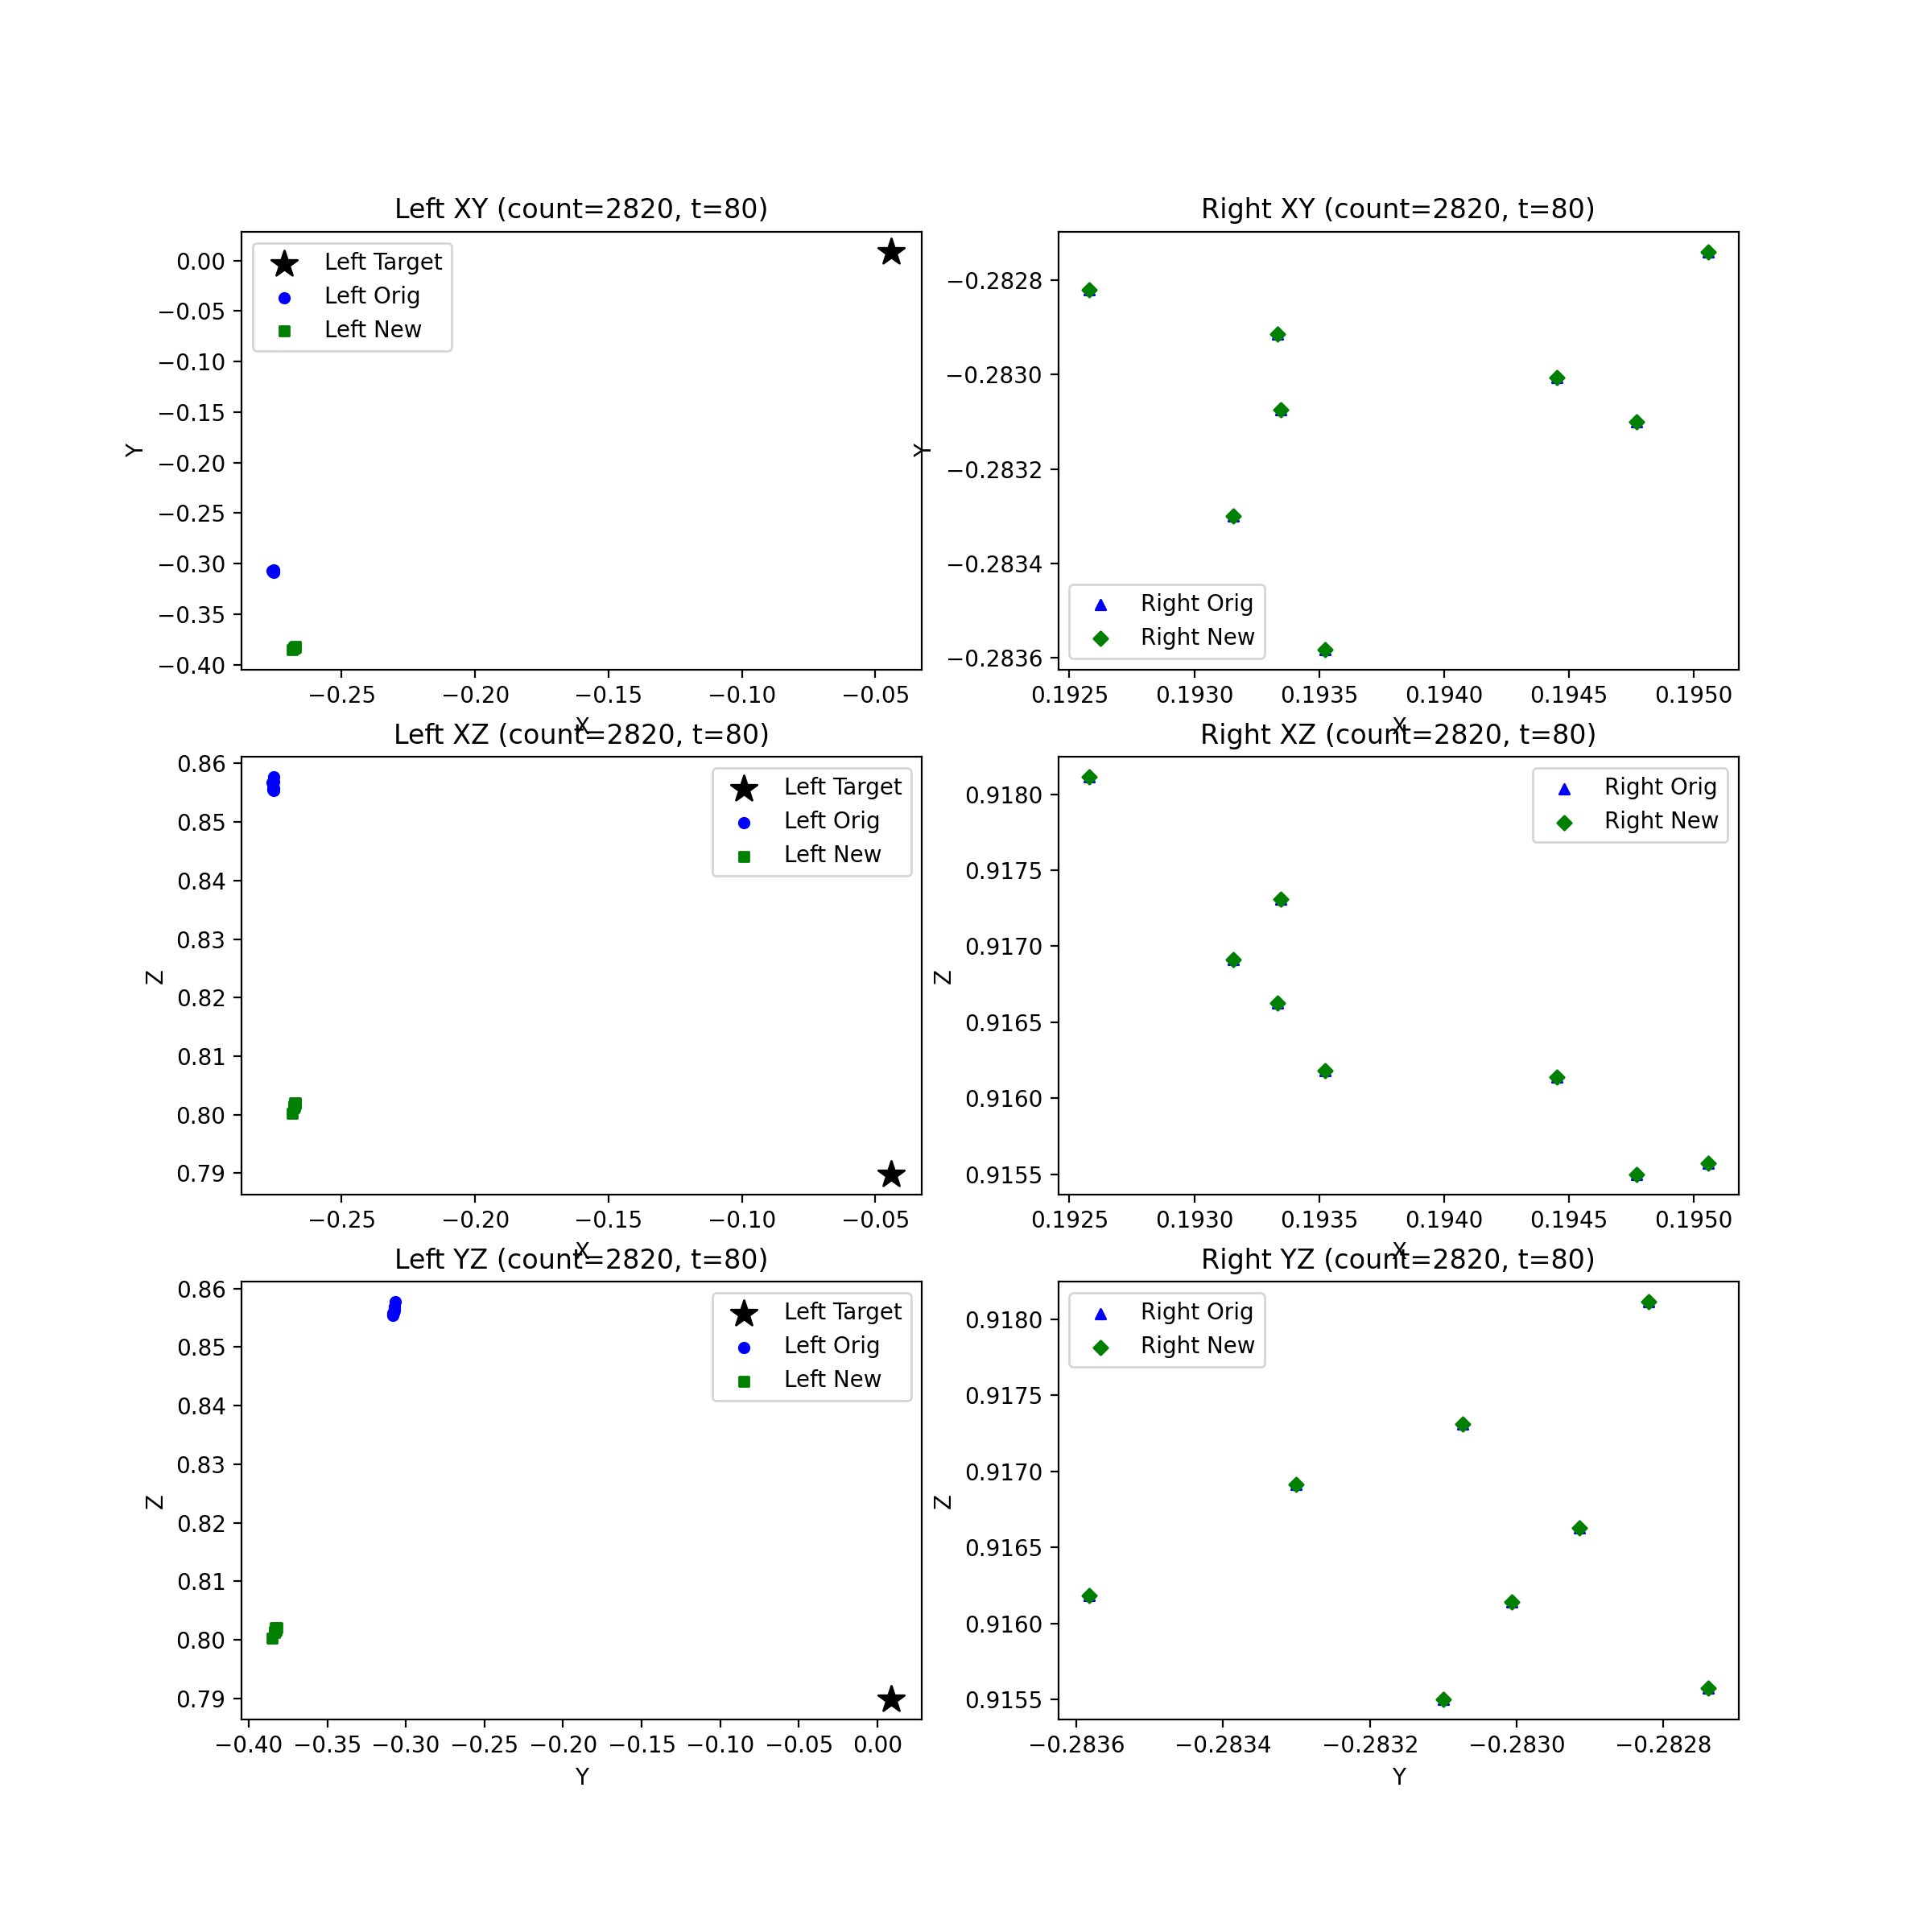 Left XY (count=2820, t=80)
Left Target
Left Orig
Left New
0.00
−0.05
−0.10
−0.15
−0.20
−0.25
−0.30
−0.35
−0.40
Y
−0.25
−0.20
−0.15
−0.10
−0.05
X
Right XY (count=2820, t=80)
Right Orig
Right New
−0.2828
−0.2830
−0.2832
−0.2834
−0.2836
Y
0.1925
0.1930
0.1935
0.1940
0.1945
0.1950
X
Left XZ (count=2820, t=80)
Left Target
Left Orig
Left New
0.86
0.85
0.84
0.83
0.82
0.81
0.80
0.79
Z
−0.25
−0.20
−0.15
−0.10
−0.05
X
Right XZ (count=2820, t=80)
Right Orig
Right New
0.9180
0.9175
0.9170
0.9165
0.9160
0.9155
Z
0.1925
0.1930
0.1935
0.1940
0.1945
0.1950
X
Left YZ (count=2820, t=80)
Left Target
Left Orig
Left New
0.86
0.85
0.84
0.83
0.82
0.81
0.80
0.79
Z
−0.40
−0.35
−0.30
−0.25
−0.20
−0.15
−0.10
−0.05
0.00
Y
Right YZ (count=2820, t=80)
Right Orig
Right New
0.9180
0.9175
0.9170
0.9165
0.9160
0.9155
Z
−0.2836
−0.2834
−0.2832
−0.2830
−0.2828
Y